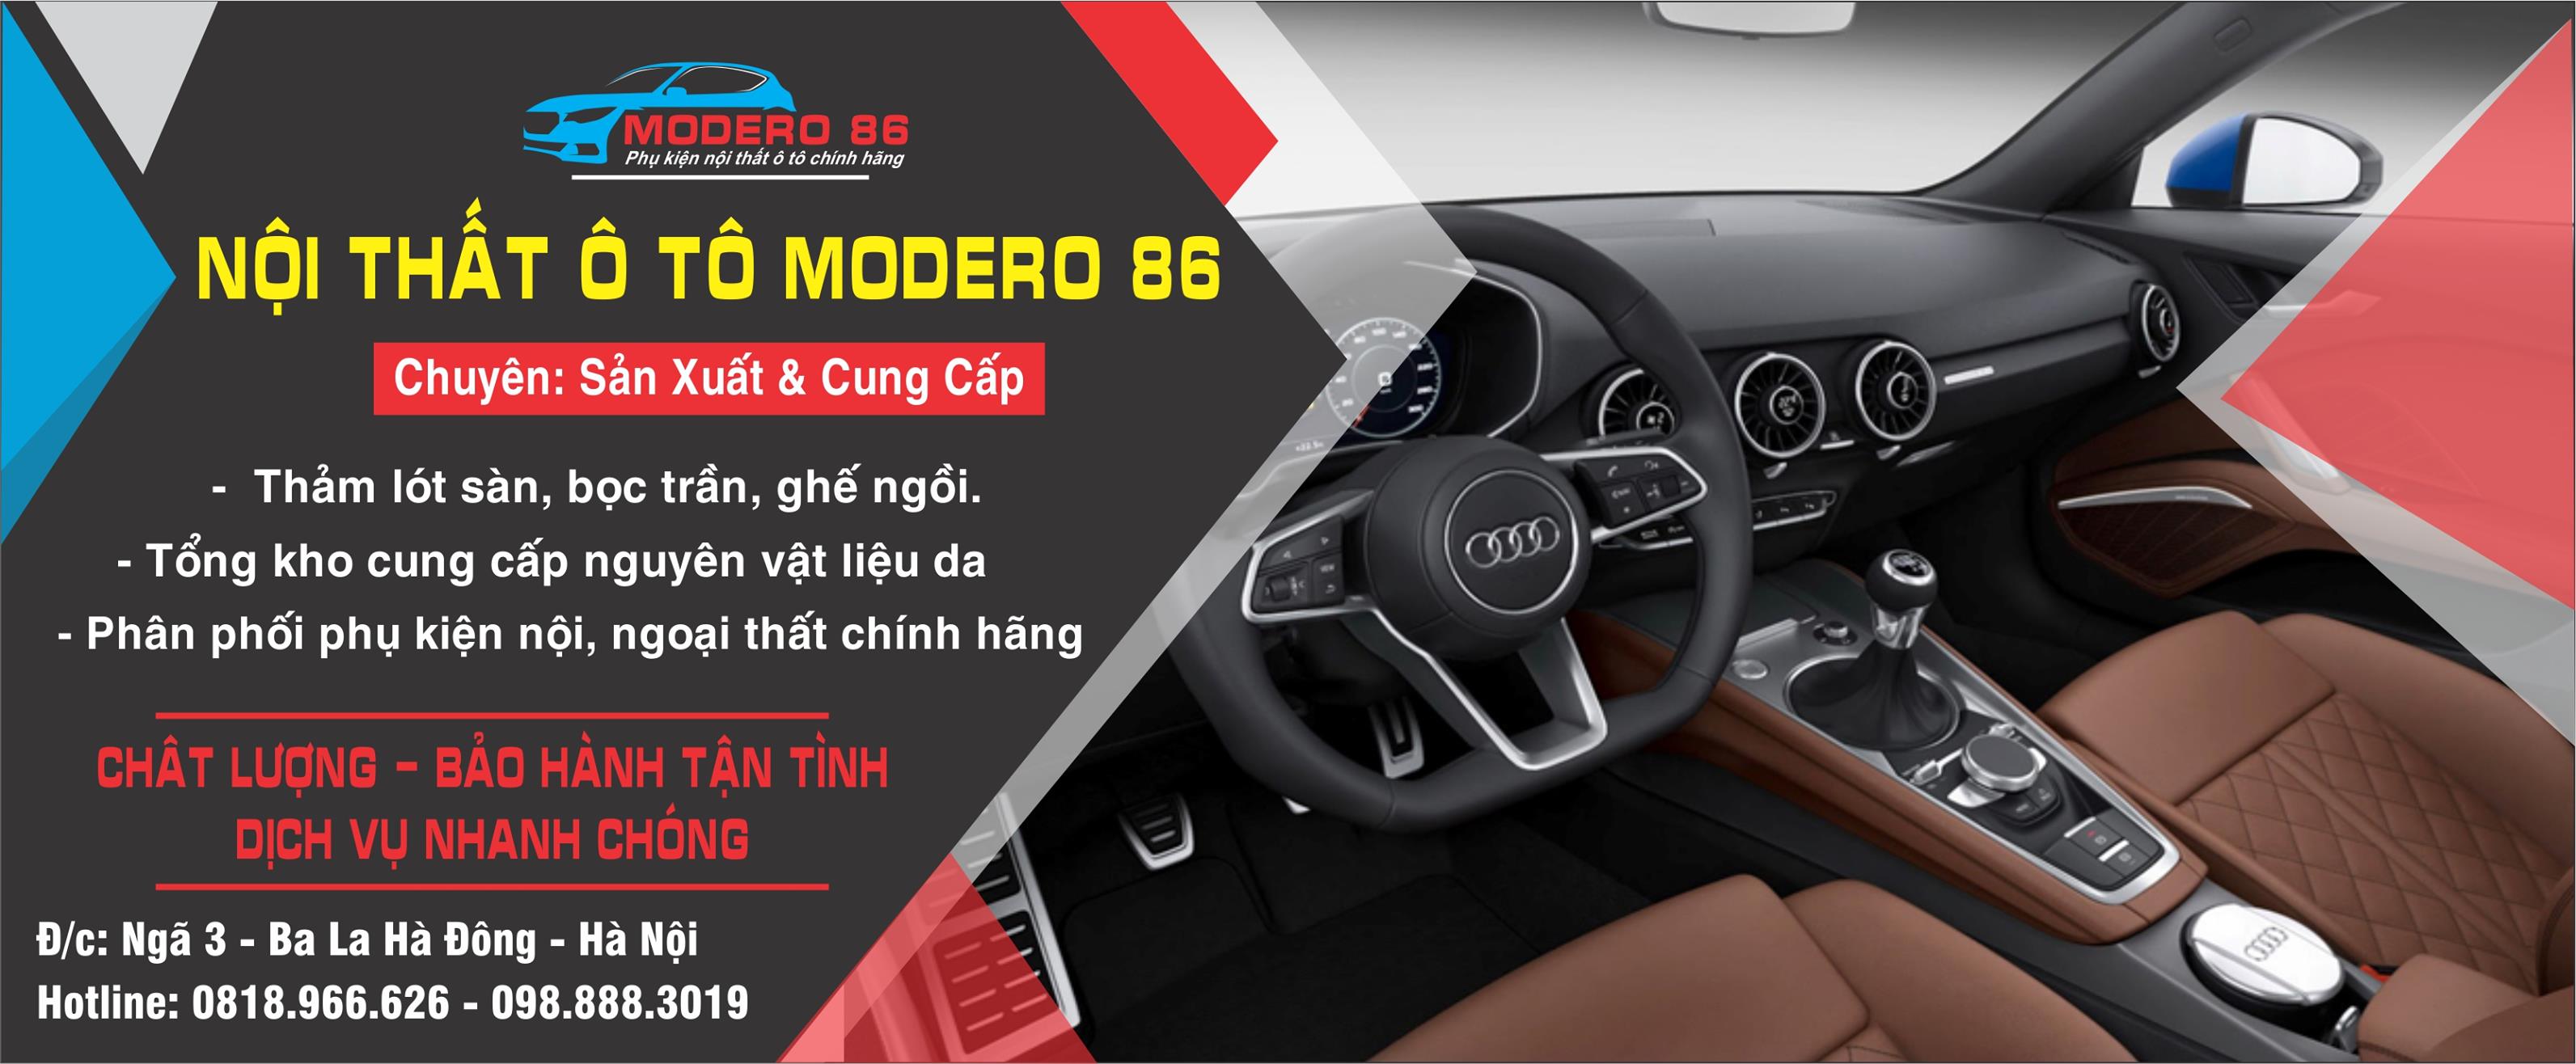 MODERO 86
Phụ kiện nội thất ô tô chính hãng
NỘI THẤT Ô TÔ MODERO 86
Chuyên: Sản Xuất & Cung Cấp
- Thảm lót sàn, bọc trần, ghế ngồi.
- Tổng kho cung cấp nguyên vật liệu da
- Phân phối phụ kiện nội, ngoại thất chính hãng
CHẤT LƯỢNG - BẢO HÀNH TẬN TÌNH
DỊCH VỤ NHANH CHÓNG
Đ/c: Ngã 3 - Ba La Hà Đông - Hà Nội
Hotline: 0818.966.626 - 098.888.3019